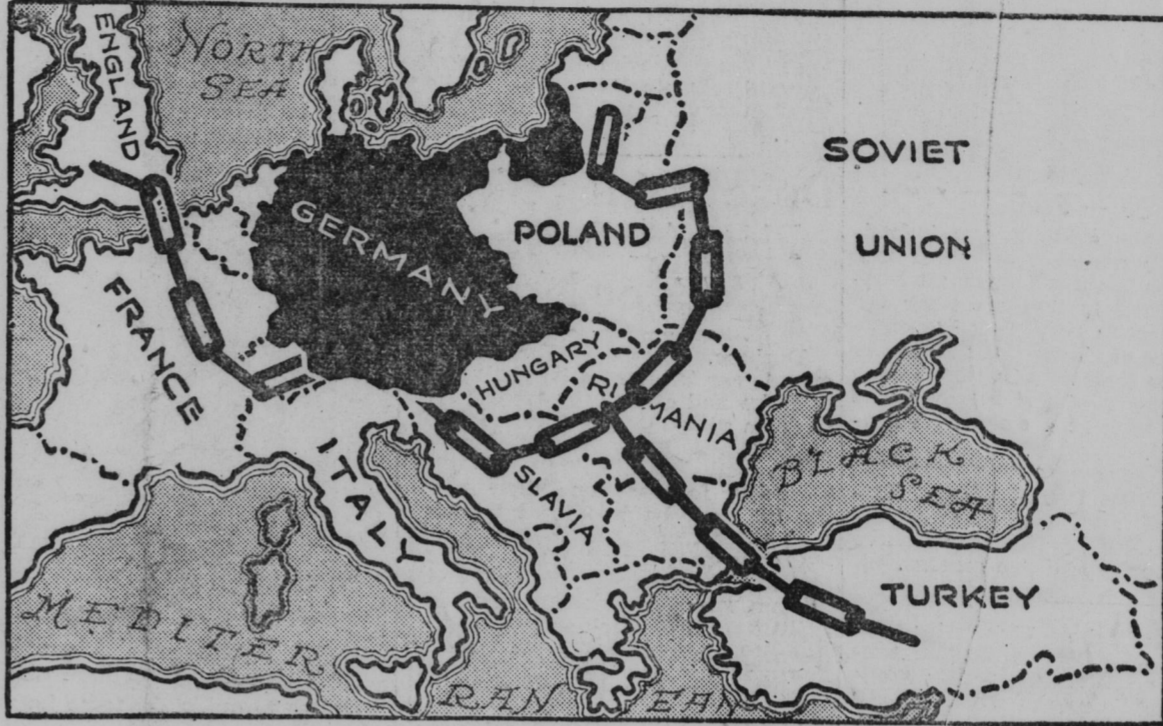 ENGLAND
NORTH
SEA
SOVIET
UNION
POLAND
GERMANY
FRANCE
HUNGARY
RUMANIA
ITALY
SLAVIA
BLACK
SEA
TURKEY
MEDITER
RAN
EAN